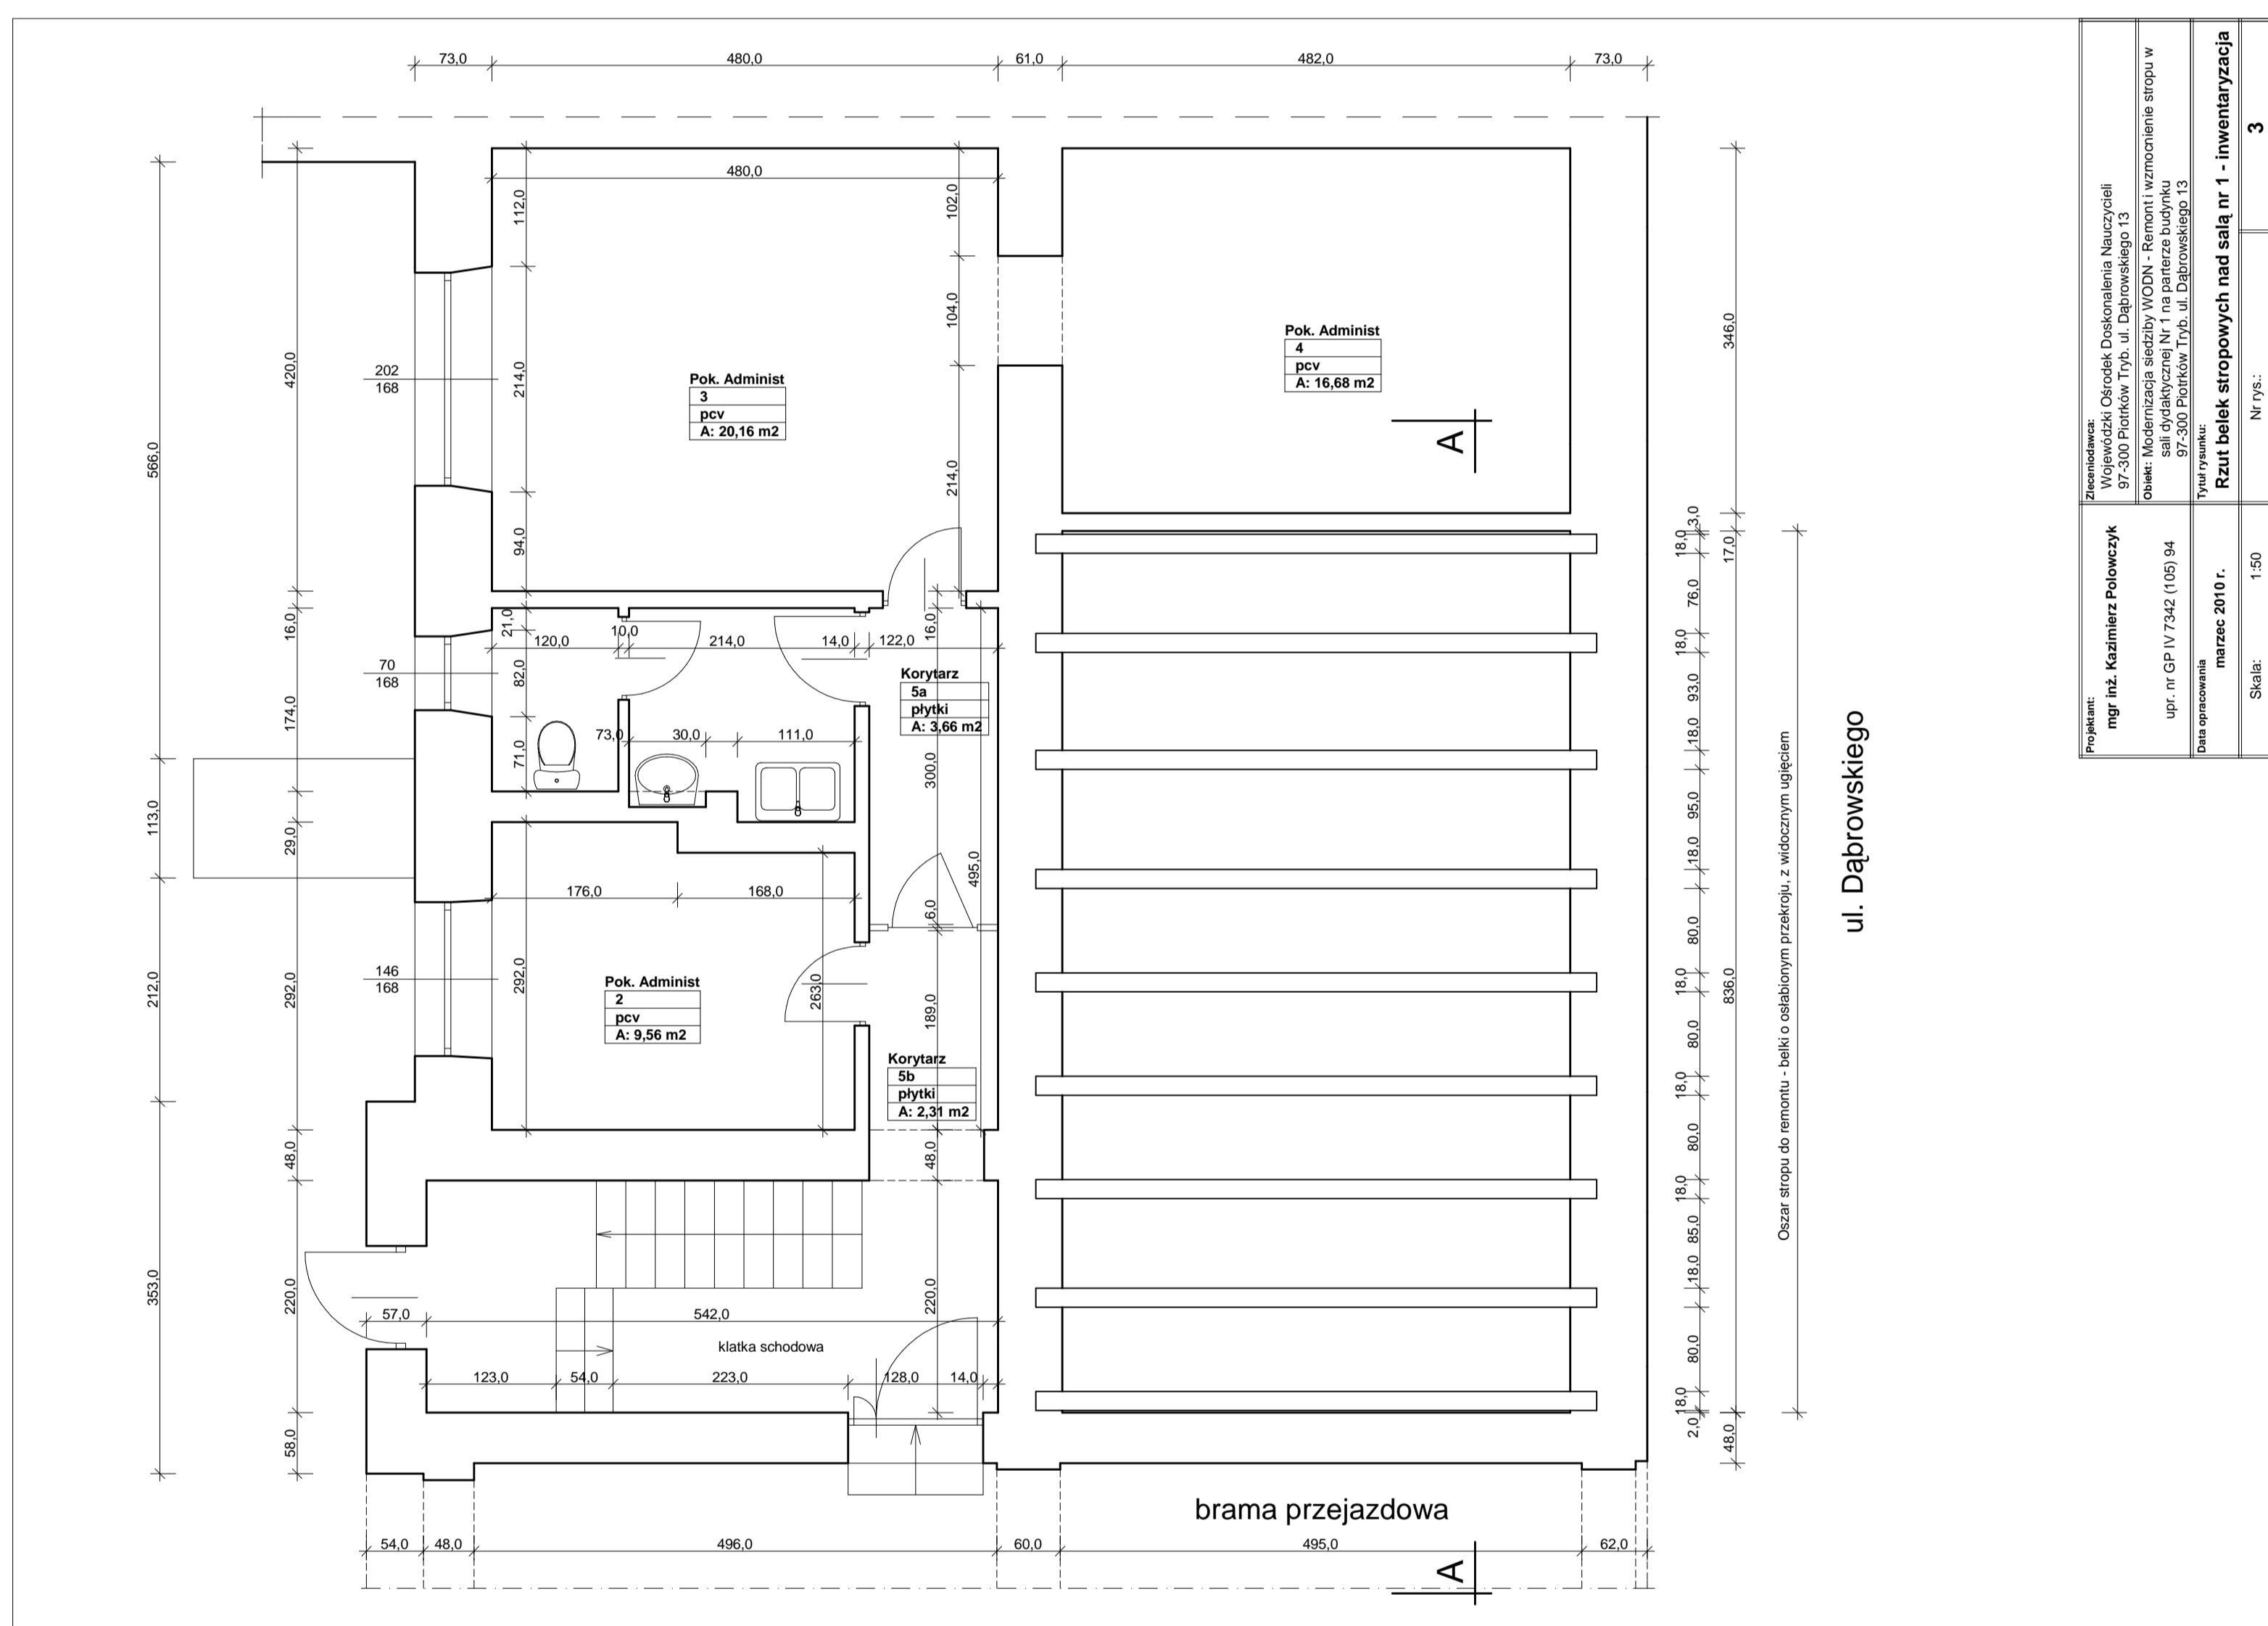 73,0
480,0
61,0
482,0
73,0
480,0
112,0
214,0
94,0
102,0
104,0
214,0
566,0
113,0
212,0
353,0
420,0
16,0
174,0
29,0
292,0
48,0
220,0
58,0
202
168
70
168
146
168
Pok. Administ
3
pcv
A: 20,16 m2
Pok. Administ
4
pcv
A: 16,68 m2
A
21,0
82,0
71,0
120,0
10,0
214,0
14,0
122,0
16,0
Korytarz
5a
płytki
A: 3,66 m2
73,0
30,0
111,0
300,0
495,0
6,0
189,0
48,0
220,0
176,0
168,0
292,0
263,0
Pok. Administ
2
pcv
A: 9,56 m2
Korytarz
5b
płytki
A: 2,31 m2
57,0
542,0
klatka schodowa
123,0
54,0
223,0
128,0
14,0
brama przejazdowa
A
54,0
48,0
496,0
60,0
495,0
62,0
3,0
18,0
76,0
18,0
93,0
18,0
95,0
18,0
80,0
18,0
80,0
18,0
80,0
18,0
85,0
18,0
80,0
18,0
2,0
346,0
17,0
836,0
48,0
Oszar stropu do remontu - belki o osłabionym przekroju, z widocznym ugięciem
ul. Dąbrowskiego
Zleceniodawca:
Wojewódzki Ośrodek Doskonalenia Nauczycieli
97-300 Piotrków Tryb. ul. Dąbrowskiego 13
Obiekt: Modernizacja siedziby WODN - Remont i wzmocnienie stropu w
sali dydaktycznej Nr 1 na parterze budynku
97-300 Piotrków Tryb. ul. Dąbrowskiego 13
Tytuł rysunku:
Rzut belek stropowych nad salą nr 1 - inwentaryzacja
Nr rys.:
3
Projektant:
mgr inż. Kazimierz Polowczyk
upr. nr GP IV 7342 (105) 94
Data opracowania
marzec 2010 r.
Skala:
1:50